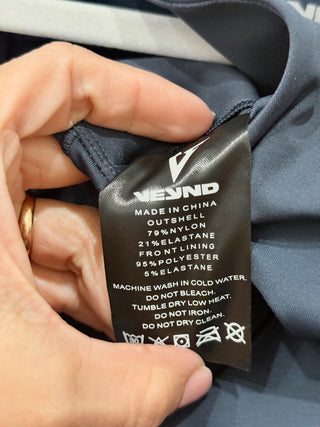 VEYND
MADE IN CHINA
OUTSHELL
79%NYLON
21%ELASTANE
FRONT LINING
95%POLYESTER
5%ELASTANE
MACHINE WASH IN COLD WATER,
DO NOT BLEACH.
TUMBLE DRY LOW HEAT.
DO NOT IRON.
DO NOT DRY CLEAN.